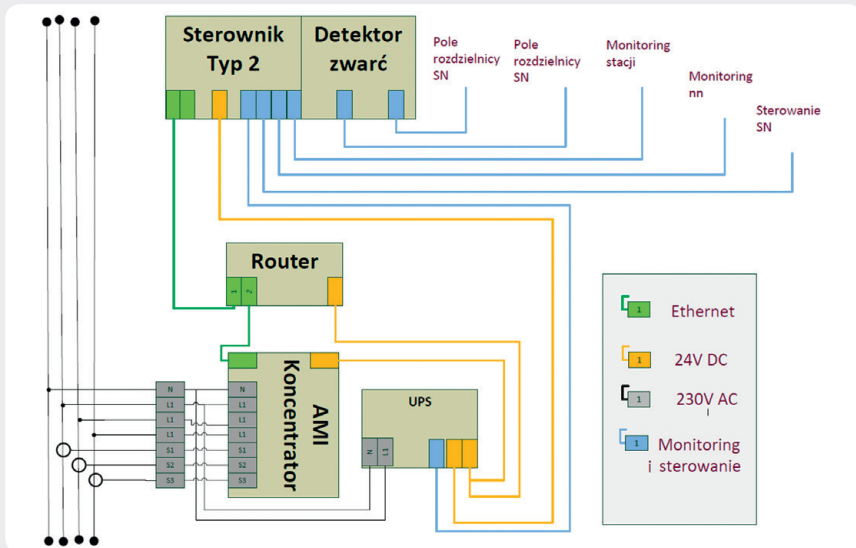 Sterownik
Typ 2
Detektor
zwarć
Pole
rozdzielnicy
SN
Pole
rozdzielnicy
SN
Monitoring
stacji
Monitoring
nn
Sterowanie
SN
Router
1
2
AMI
Koncentrator
N
L1
L1
L1
S1
S2
S3
N
L1
L1
L1
S1
S2
S3
UPS
N
L1
1
Ethernet
1
24V DC
1
230V AC
1
Monitoring
i sterowanie